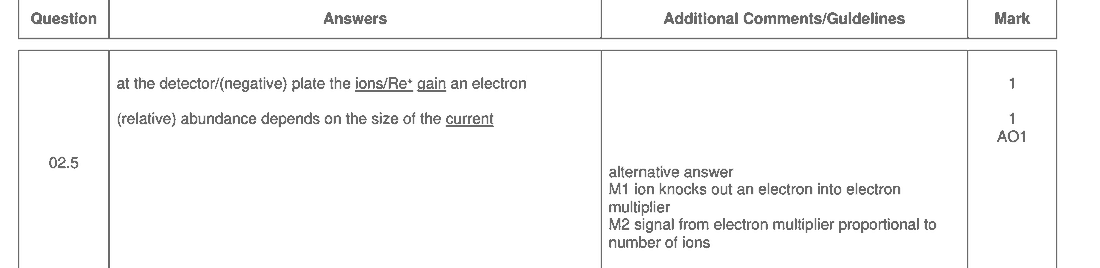 Question Answers Additional Comments/Guidelines Mark
at the detector/(negative) plate the ions/Re⁺ gain an electron 1
(relative) abundance depends on the size of the current 1
AO1
02.5
alternative answer
M1 ion knocks out an electron into electron
multiplier
M2 signal from electron multiplier proportional to
number of ions